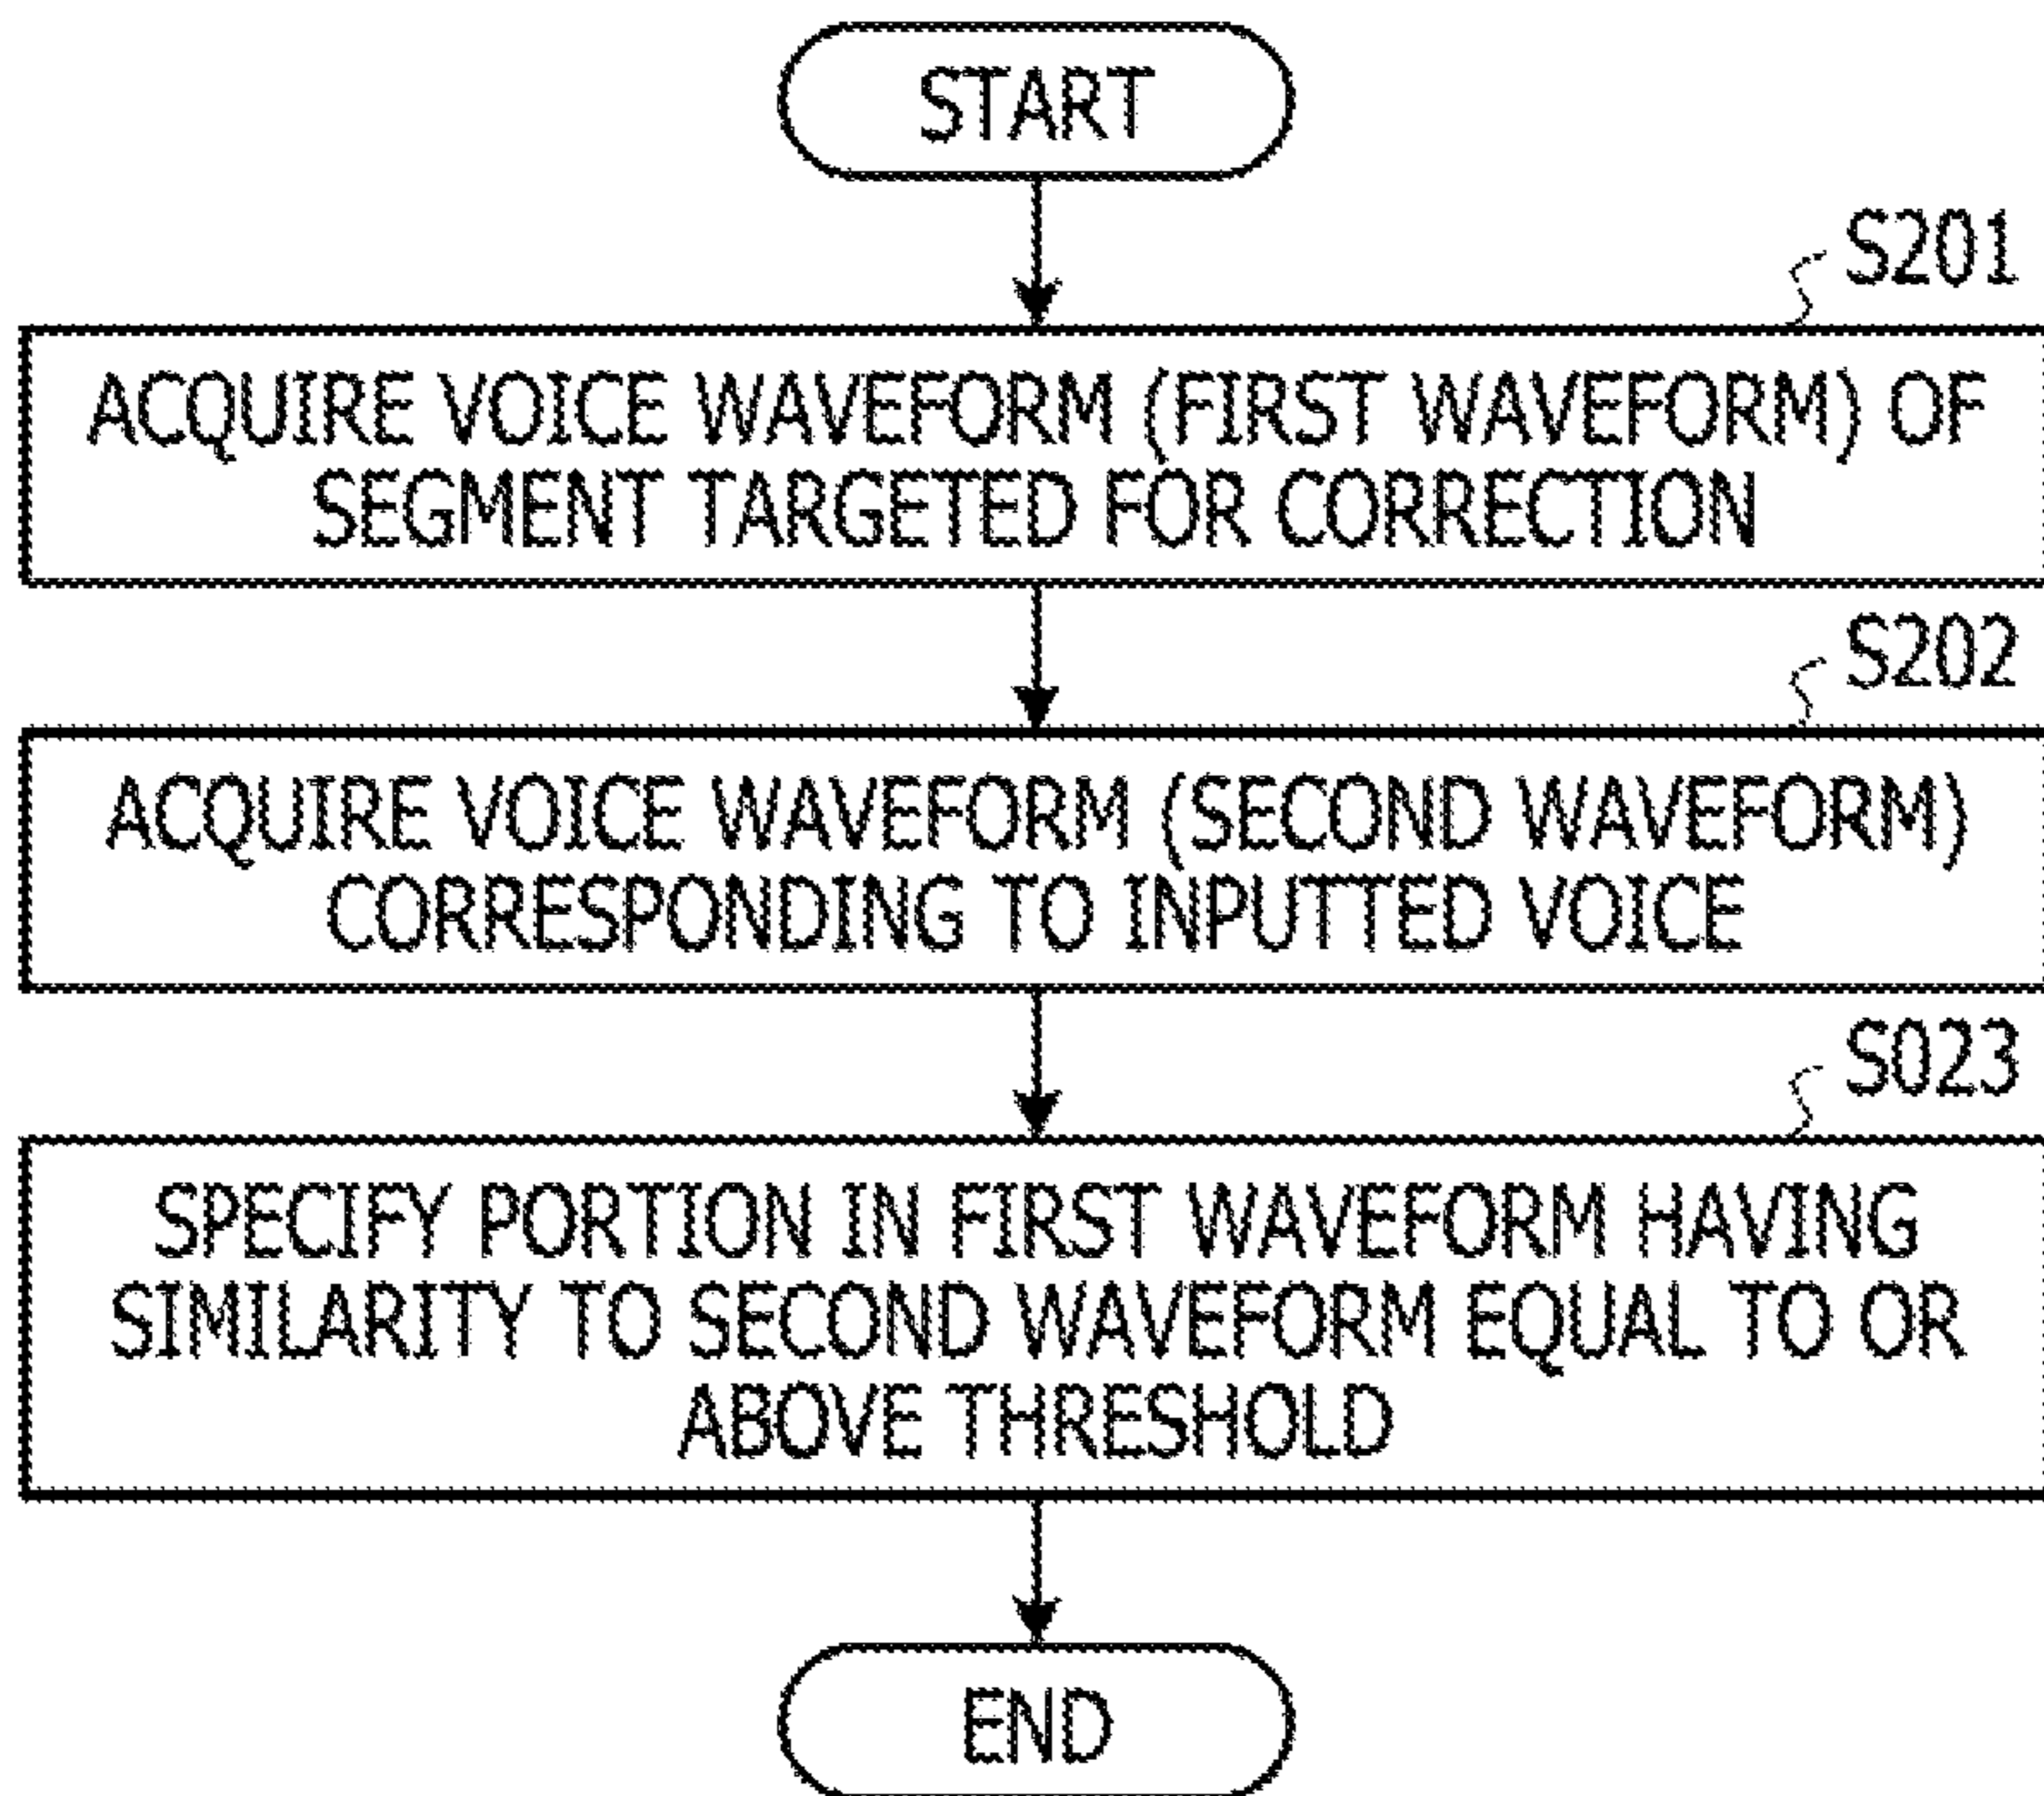 START
S201
ACQUIRE VOICE WAVEFORM (FIRST WAVEFORM) OF
SEGMENT TARGETED FOR CORRECTION
S202
ACQUIRE VOICE WAVEFORM (SECOND WAVEFORM)
CORRESPONDING TO INPUTTED VOICE
S023
SPECIFY PORTION IN FIRST WAVEFORM HAVING
SIMILARITY TO SECOND WAVEFORM EQUAL TO OR
ABOVE THRESHOLD
END